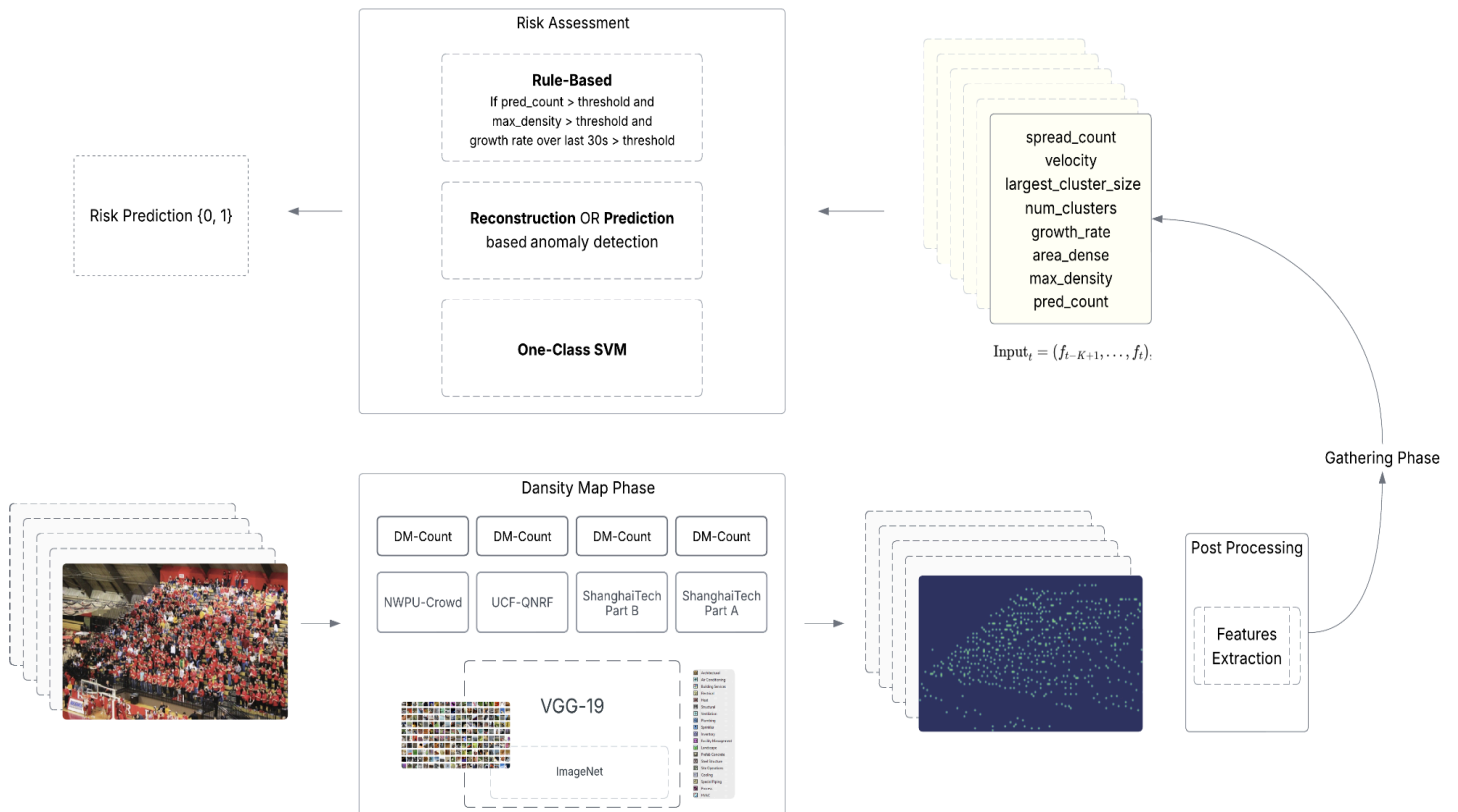 Risk Assessment
Rule-Based
If pred_count > threshold and
max_density > threshold and
growth rate over last 30s > threshold
Reconstruction OR Prediction
based anomaly detection
One-Class SVM
Risk Prediction {0, 1}
spread_count
velocity
largest_cluster_size
num_clusters
growth_rate
area_dense
max_density
pred_count
Input_t = (f_{t-K+1}, . . . , f_t)
Gathering Phase
Dansity Map Phase
DM-Count
DM-Count
DM-Count
DM-Count
NWPU-Crowd
UCF-QNRF
ShanghaiTech
Part B
ShanghaiTech
Part A
VGG-19
ImageNet
Post Processing
Features
Extraction